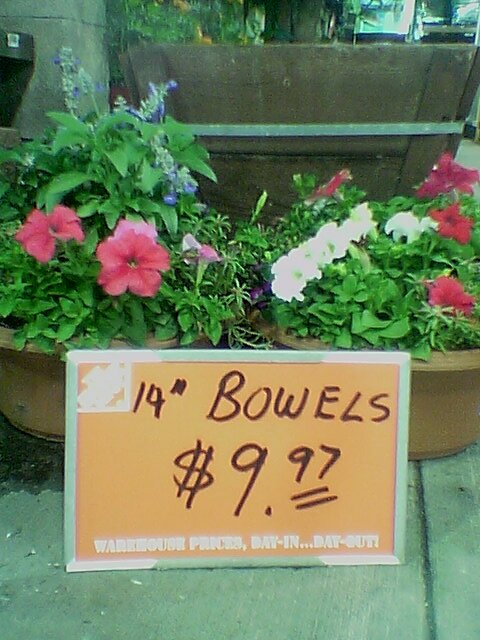 14" BOWELS
$9.97
WAREHOUSE PRICES, DAY-IN...DAY-OUT!